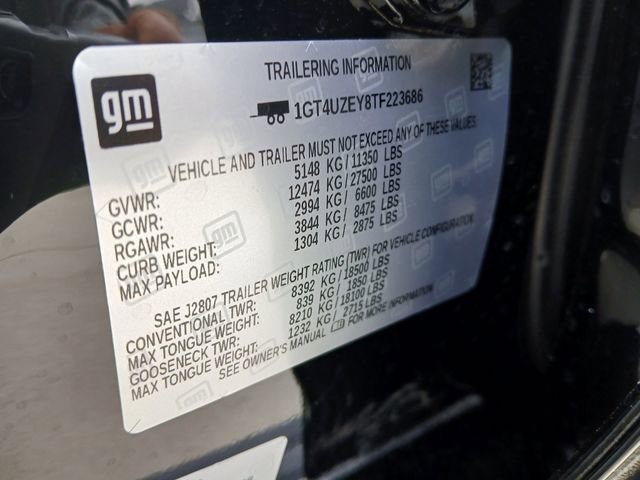 gm
TRAILERING INFORMATION
1GT4UZEY8TF223686
VEHICLE AND TRAILER MUST NOT EXCEED ANY OF THESE VALUES
GVWR: 5148 KG / 11350 LBS
GCWR: 12474 KG / 27500 LBS
RGAWR: 2994 KG / 6600 LBS
CURB WEIGHT: 3844 KG / 8475 LBS
MAX PAYLOAD: 1304 KG / 2875 LBS
SAE J2807 TRAILER WEIGHT RATING (TWR) FOR VEHICLE CONFIGURATION
CONVENTIONAL TWR: 8392 KG / 18500 LBS
MAX TONGUE WEIGHT: 839 KG / 1850 LBS
GOOSENECK TWR: 8210 KG / 18100 LBS
MAX TONGUE WEIGHT: 1232 KG / 2715 LBS
SEE OWNER'S MANUAL FOR MORE INFORMATION